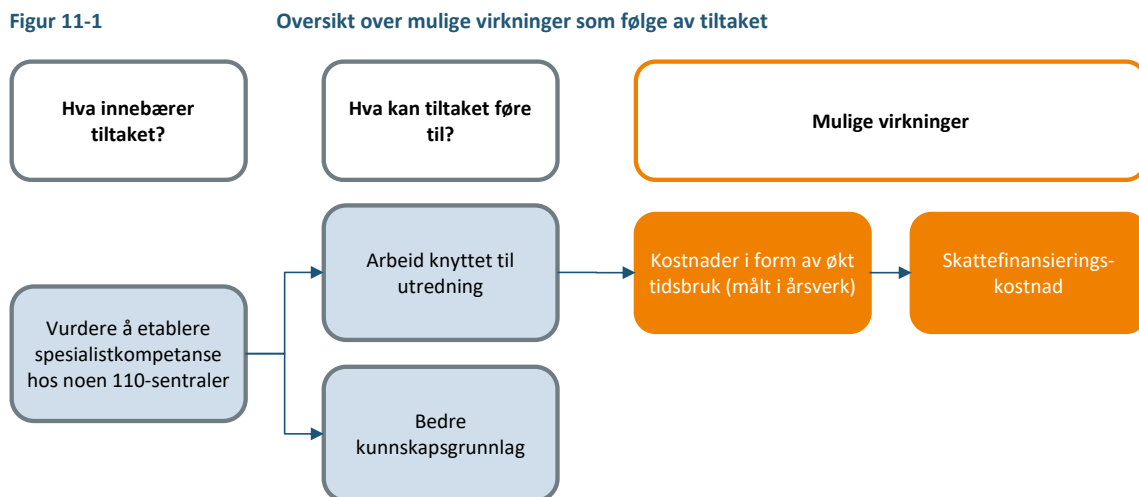 Figur 11-1 Oversikt over mulige virkninger som følge av tiltaket
Hva innebærer
tiltaket?
Hva kan tiltaket føre
til?
Mulige virkninger
Vurdere å etablere
spesialistkompetanse
hos noen 110-sentraler
Arbeid knyttet til
utredning
Kostnader i form av økt
tidsbruk (målt i årsverk)
Skattefinansierings-
kostnad
Bedre
kunnskapsgrunnlag